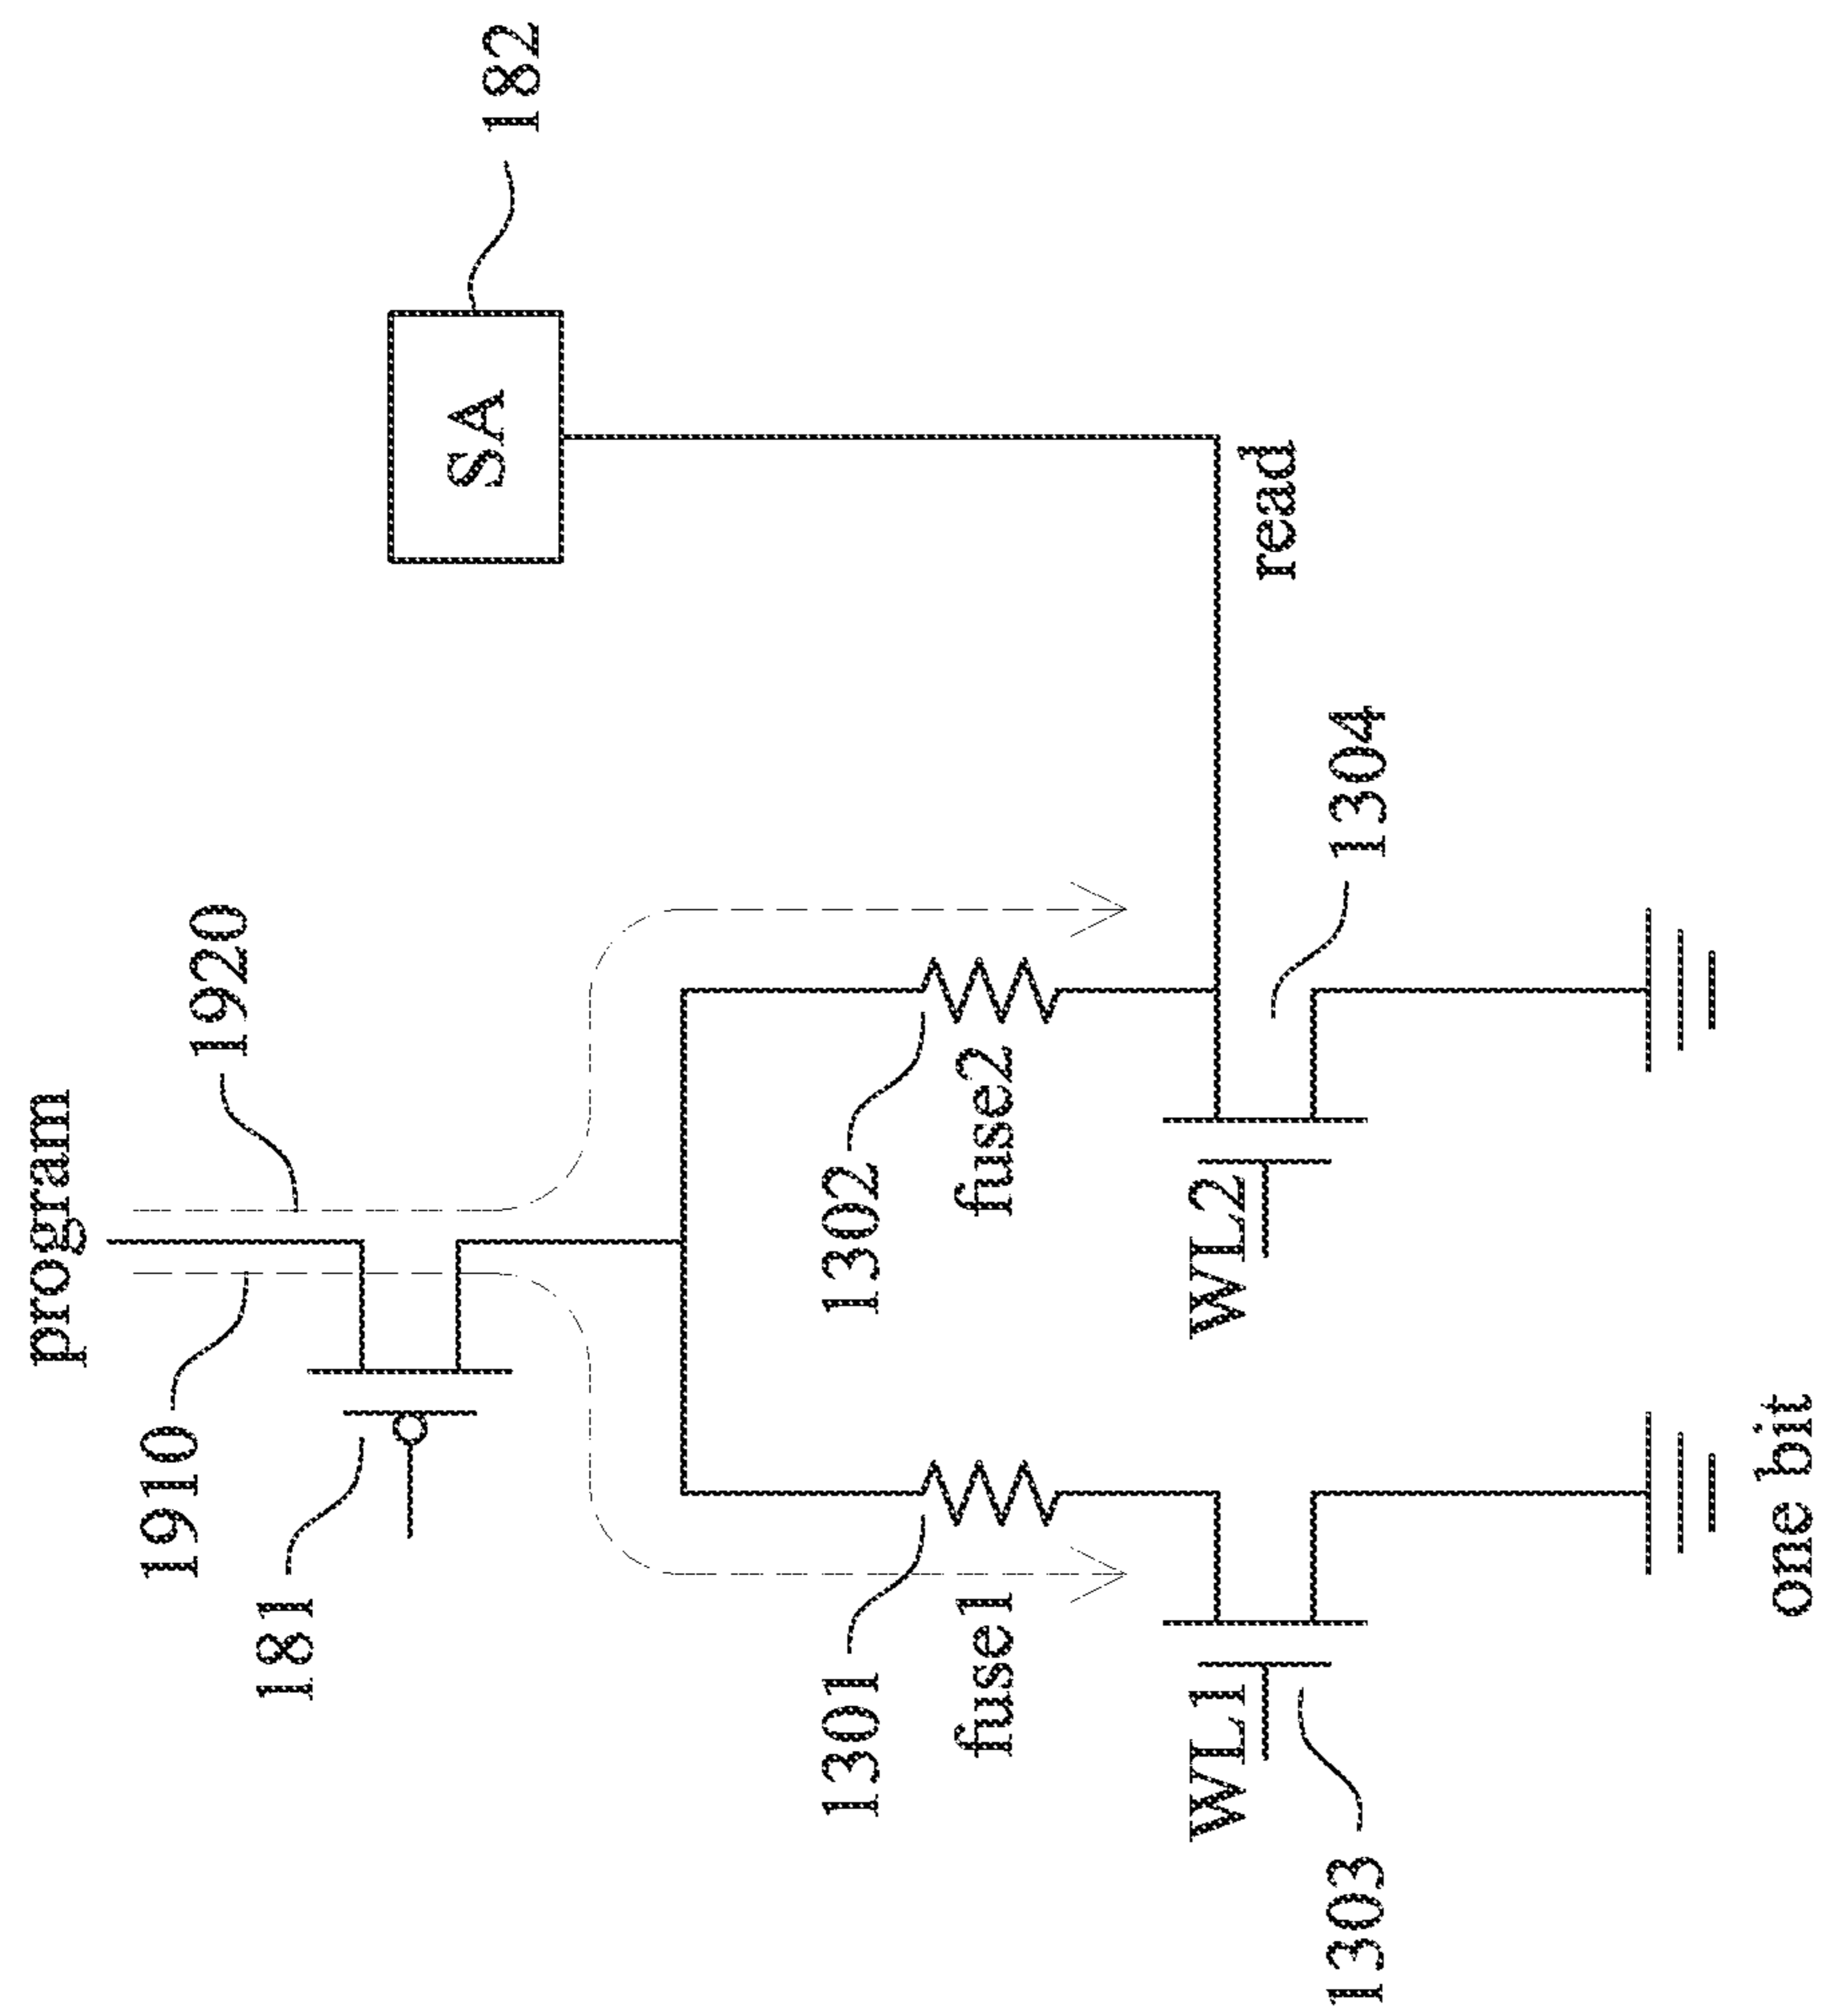 program
1910
1920
181
SA
182
1301
1302
fuse1
fuse2
WL1
WL2
read
1303
1304
one bit